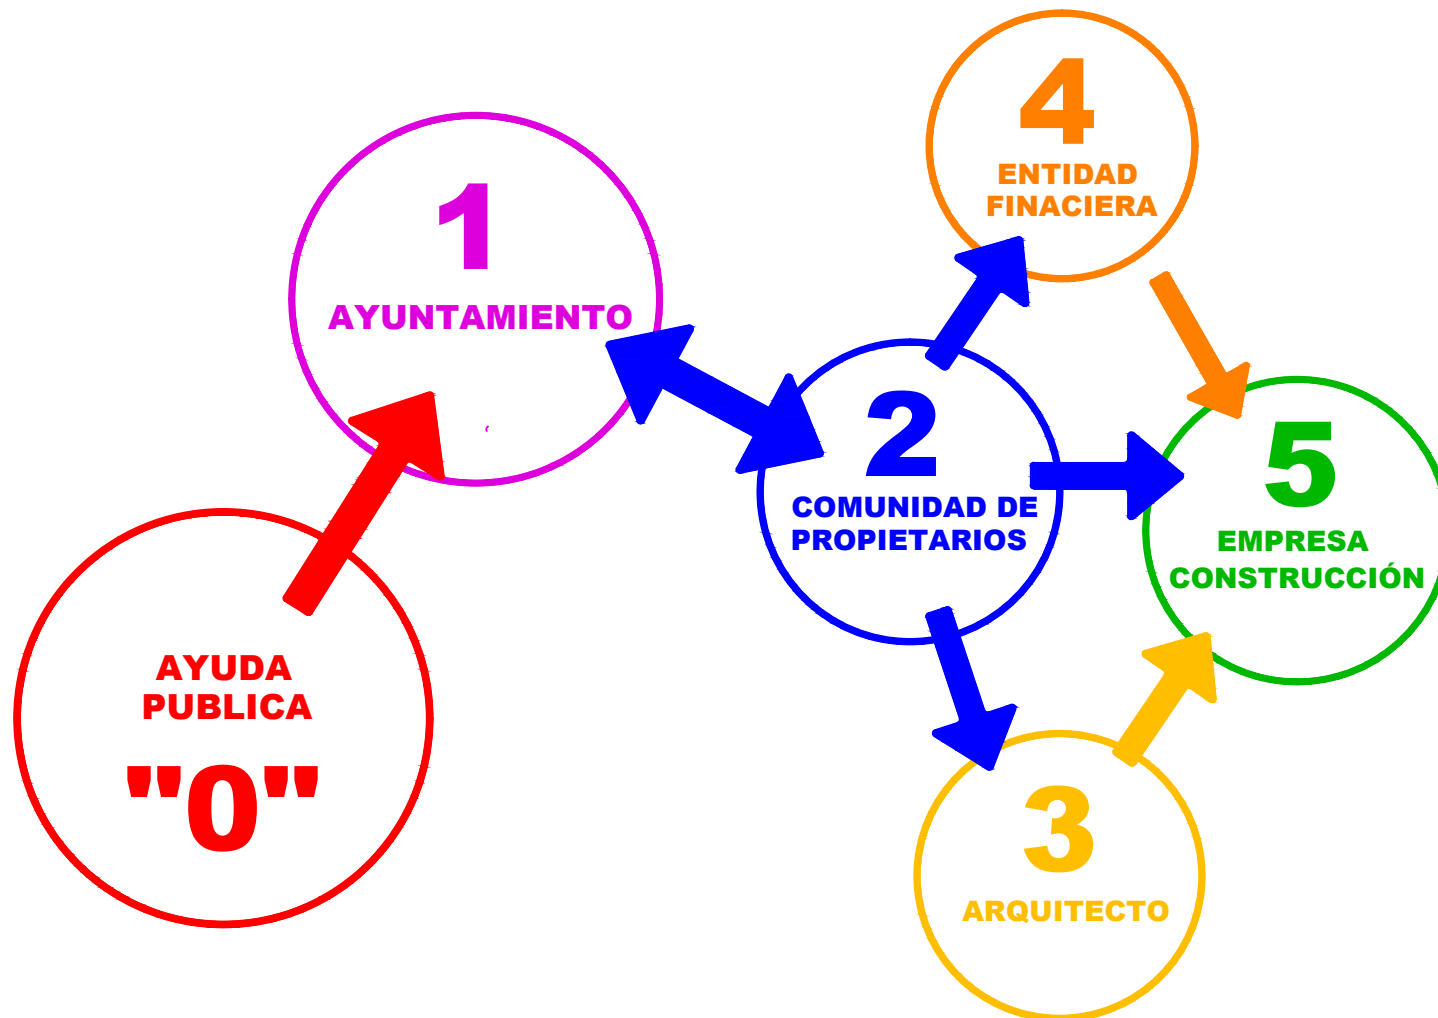 AYUDA
PUBLICA
"0"
1
AYUNTAMIENTO
2
COMUNIDAD DE
PROPIETARIOS
3
ARQUITECTO
4
ENTIDAD
FINACIERA
5
EMPRESA
CONSTRUCCIÓN